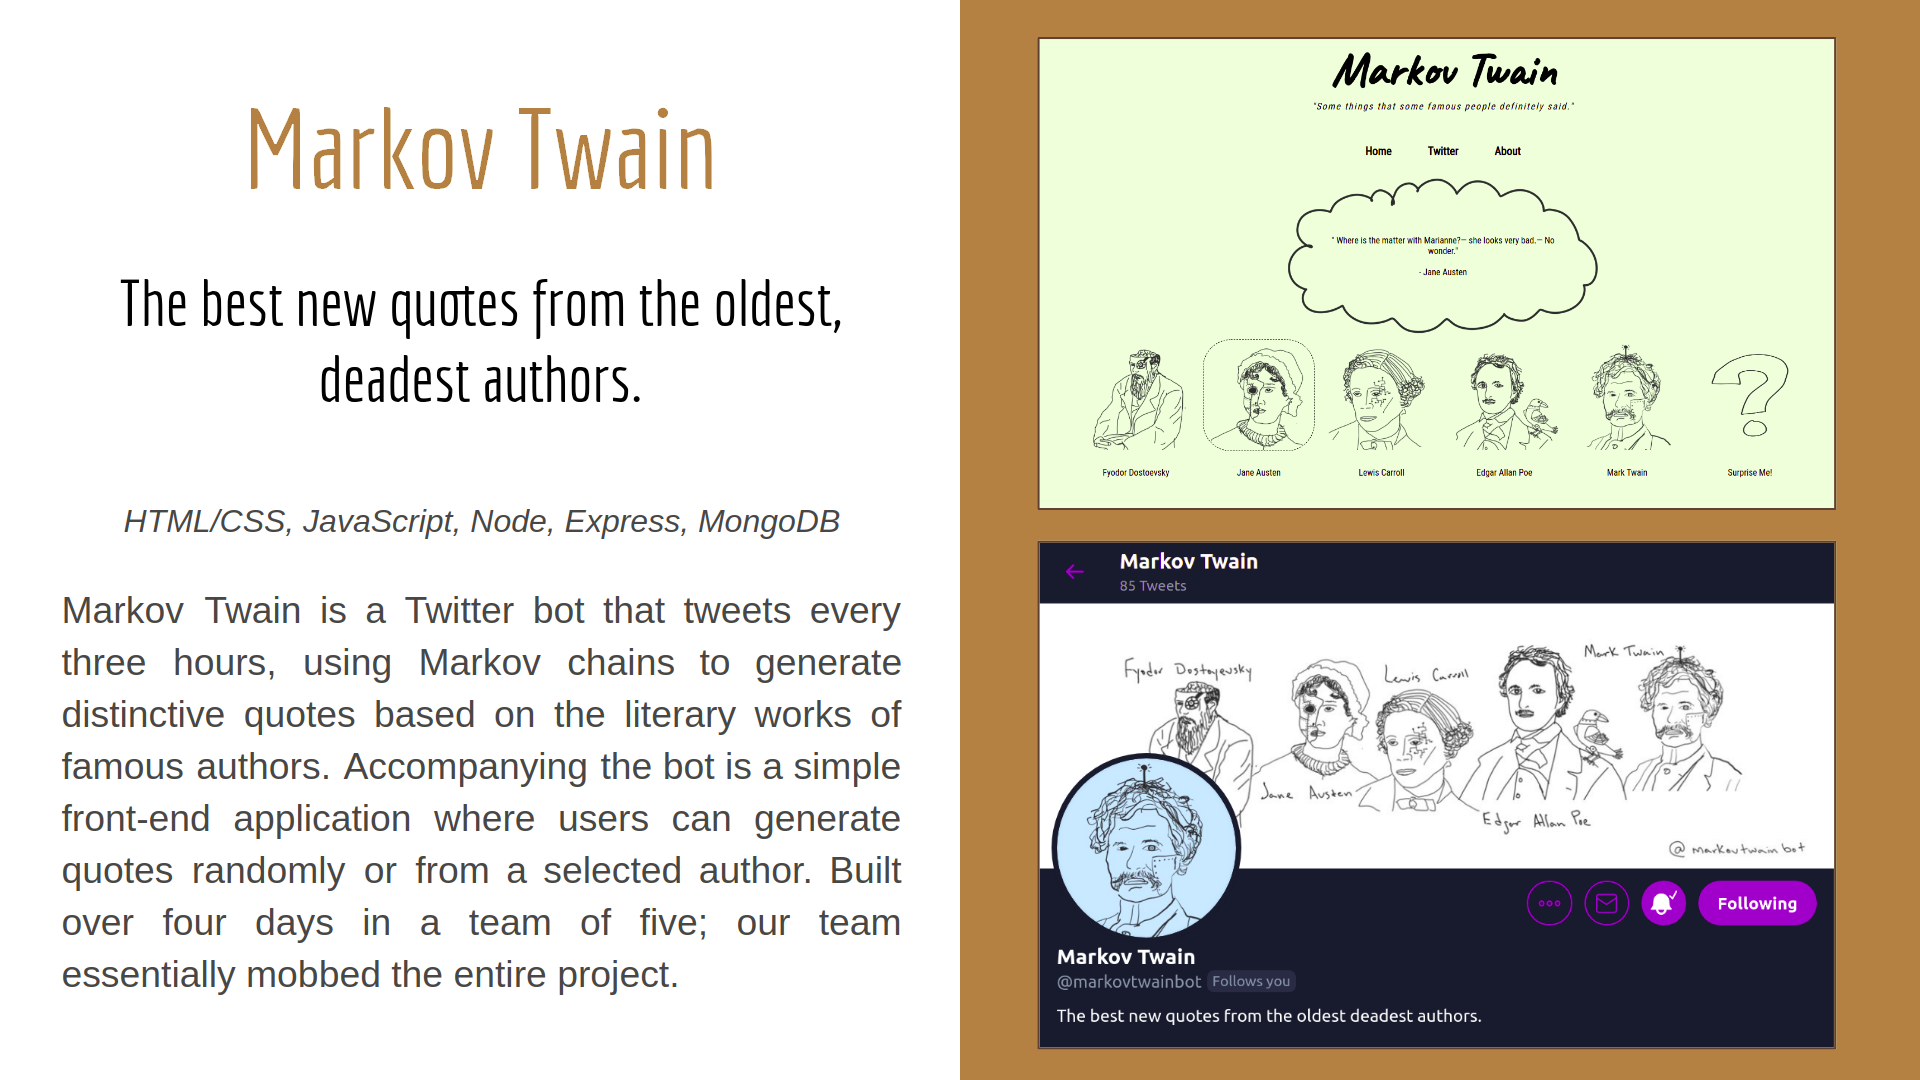 Markov Twain
The best new quotes from the oldest,
deadest authors.
HTML/CSS, JavaScript, Node, Express, MongoDB
Markov Twain is a Twitter bot that tweets every
three hours, using Markov chains to generate
distinctive quotes based on the literary works of
famous authors. Accompanying the bot is a simple
front-end application where users can generate
quotes randomly or from a selected author. Built
over four days in a team of five; our team
essentially mobbed the entire project.
Markov Twain
"Some things that some famous people definitely said."
Home Twitter About
" Where is the matter with Marianne?— she looks very bad.— No
wonder."
- Jane Austen
Fyodor Dostoevsky Jane Austen Lewis Carroll Edgar Allan Poe Mark Twain Surprise Me!
Markov Twain
85 Tweets
Mark Twain
Fyodor Dostoyevsky
Lewis Carroll
Jane Austen
Edgar Allan Poe
@markovtwainbot
Following
Markov Twain
@markovtwainbot Follows you
The best new quotes from the oldest deadest authors.